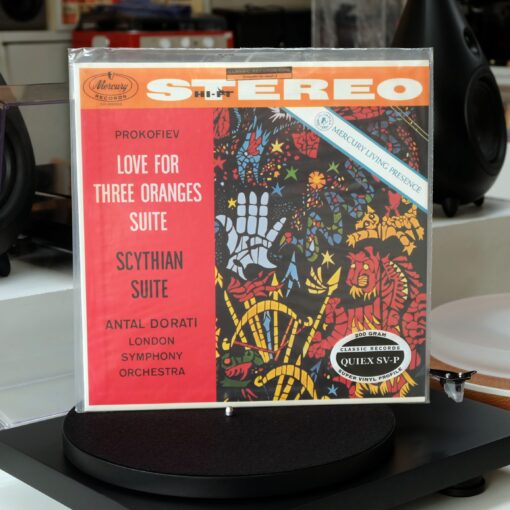 Mercury
RECORDS
STEREO
HI-FI
PROKOFIEV
LOVE FOR
THREE ORANGES
SUITE
SCYTHIAN
SUITE
ANTAL DORATI
LONDON
SYMPHONY
ORCHESTRA
MERCURY LIVING PRESENCE
200 GRAM
CLASSIC RECORDS
QUIEX SV-P
SUPER VINYL PROFILE